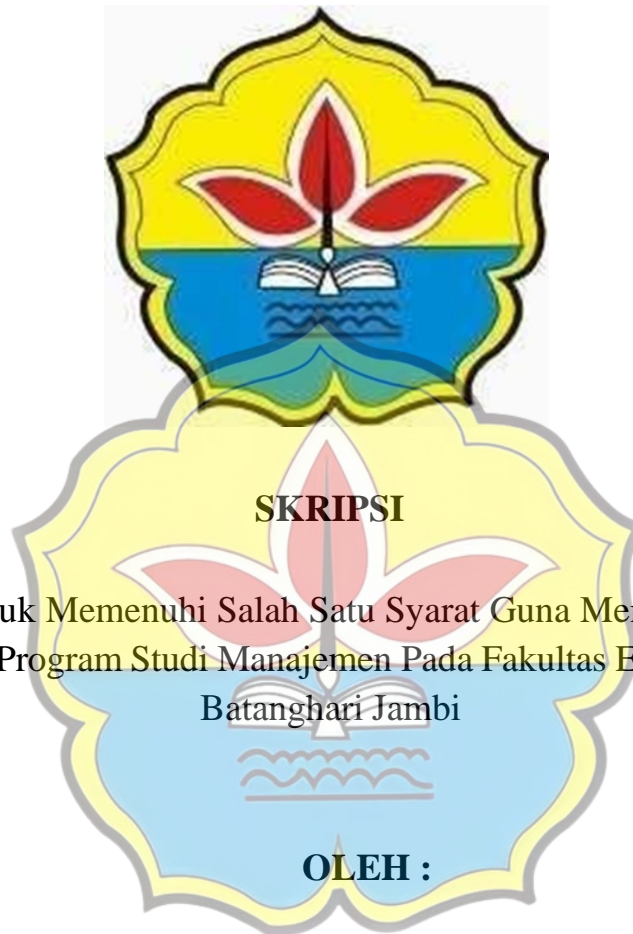 SKRIPSI
uk Memenuhi Salah Satu Syarat Guna Me
Program Studi Manajemen Pada Fakultas E
Batanghari Jambi
OLEH :